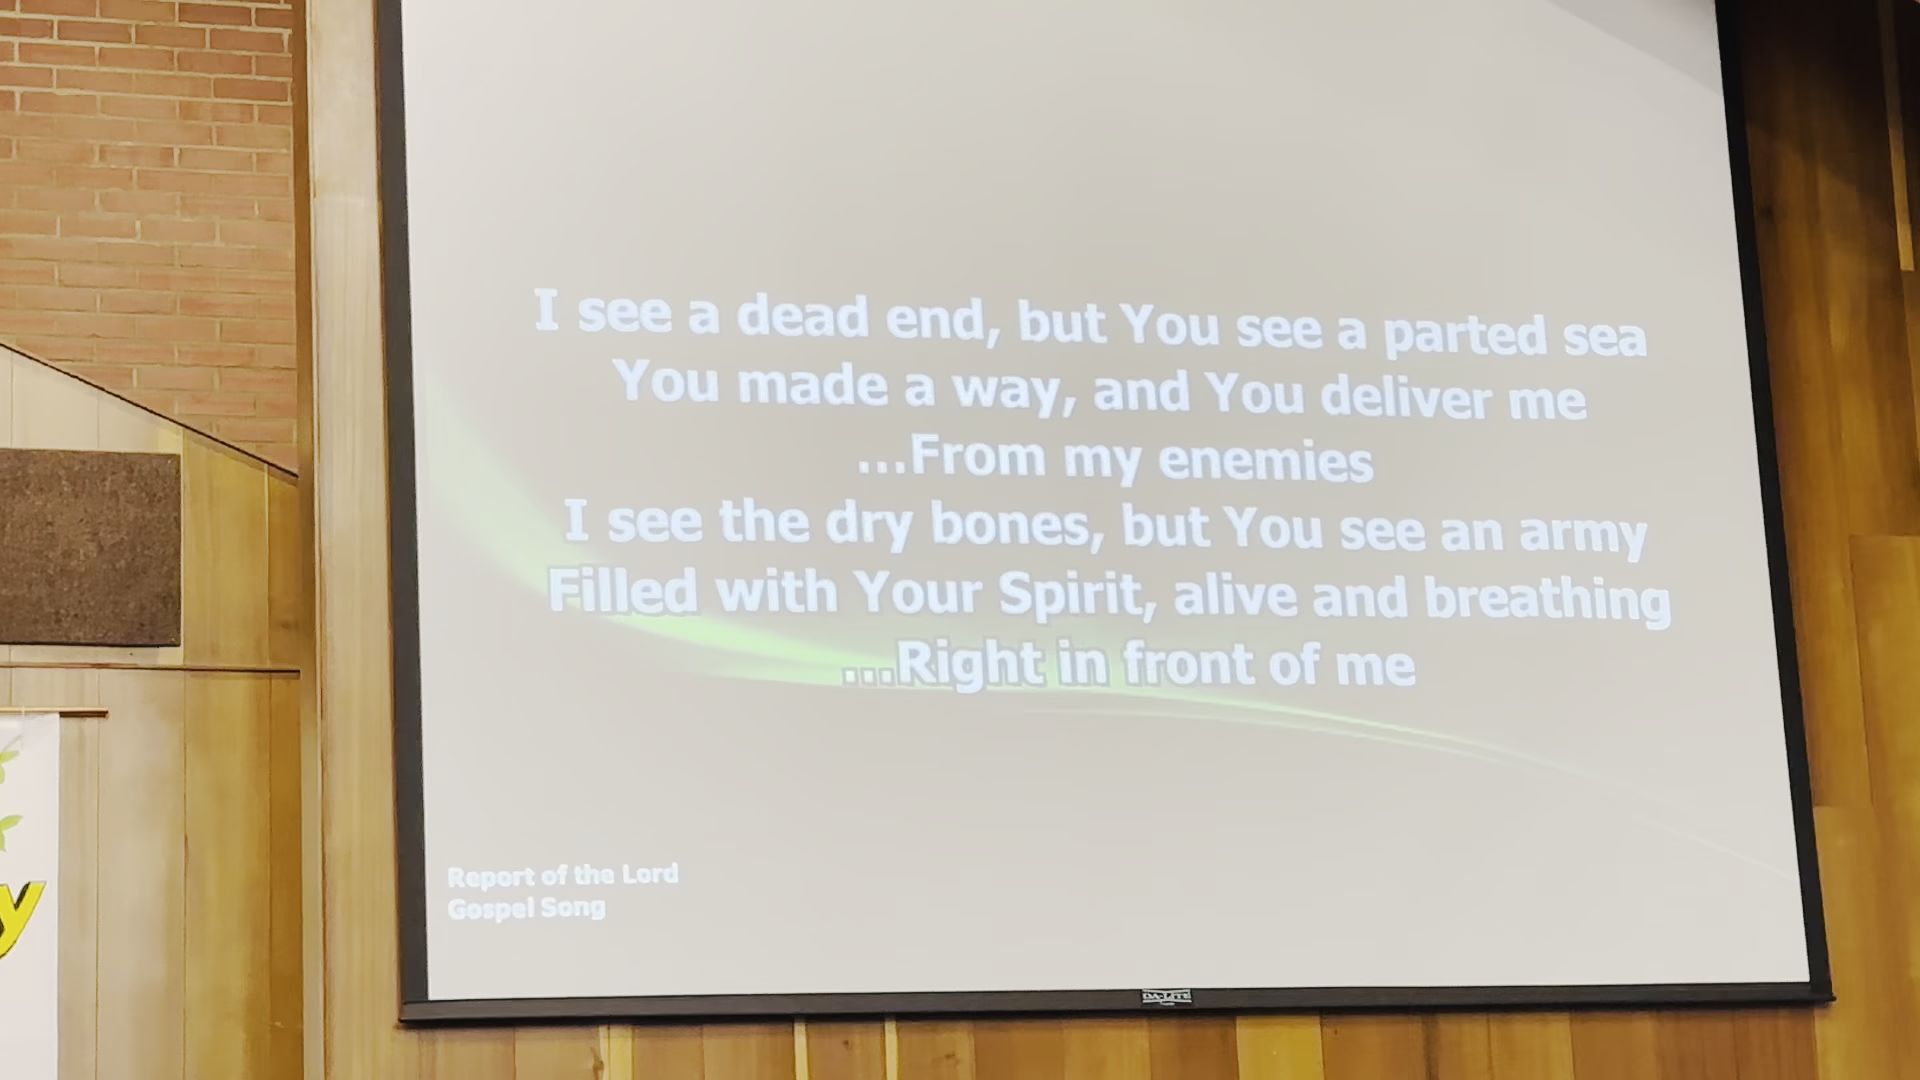 I see a dead end, but You see a parted sea
You made a way, and You deliver me
...From my enemies
I see the dry bones, but You see an army
Filled with Your Spirit, alive and breathing
...Right in front of me
Report of the Lord
Gospel Song
y
DA-LITE